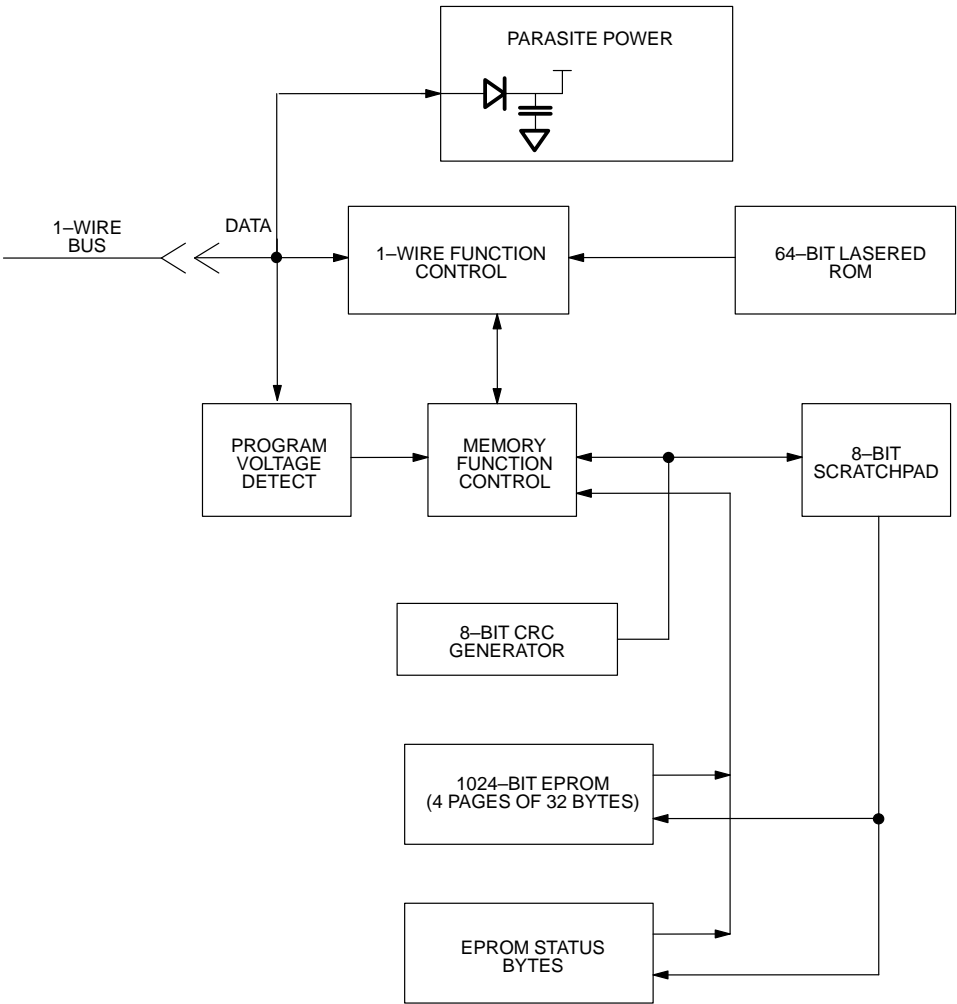 PARASITE POWER
1–WIRE
BUS
DATA
1–WIRE FUNCTION
CONTROL
64–BIT LASERED
ROM
PROGRAM
VOLTAGE
DETECT
MEMORY
FUNCTION
CONTROL
8–BIT
SCRATCHPAD
8–BIT CRC
GENERATOR
1024–BIT EPROM
(4 PAGES OF 32 BYTES)
EPROM STATUS
BYTES